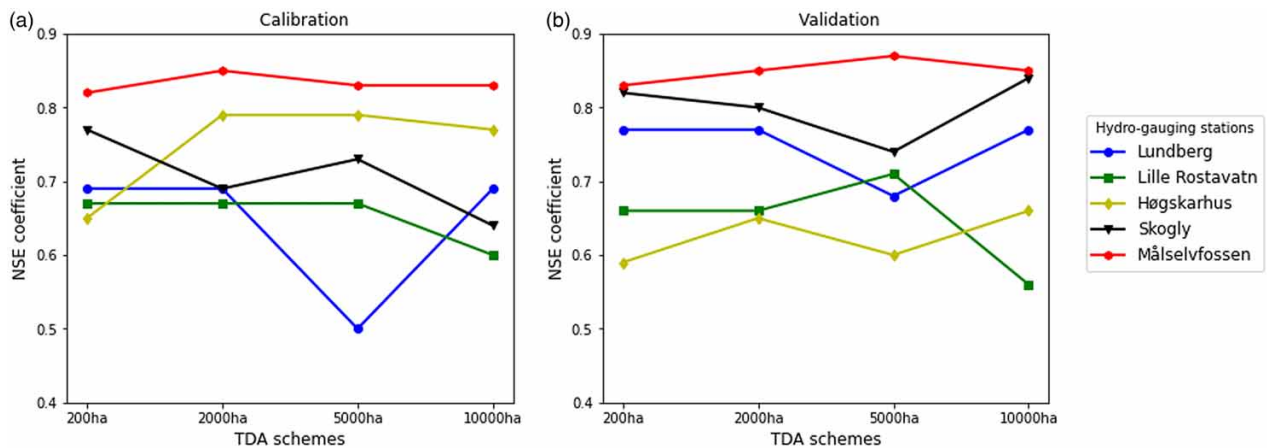 (a)
Calibration
0.9
0.8
0.7
0.6
0.5
0.4
NSE coefficient
200ha 2000ha 5000ha 10000ha
TDA schemes
(b)
Validation
0.9
0.8
0.7
0.6
0.5
0.4
NSE coefficient
200ha 2000ha 5000ha 10000ha
TDA schemes
Hydro-gauging stations
Lundberg
Lille Rostavatn
Høgskarhus
Skogly
Målselvfossen